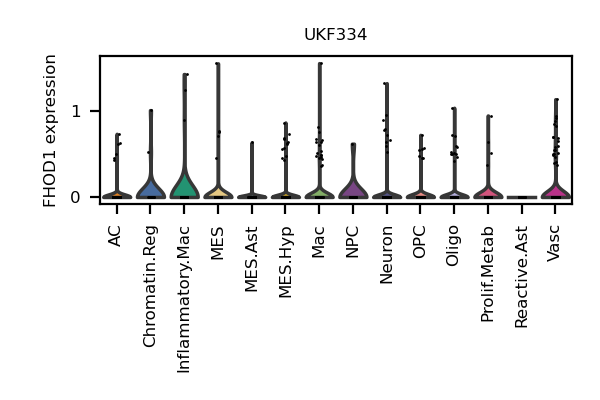 UKF334
FHOD1 expression
1
0
AC
Chromatin.Reg
Inflammatory.Mac
MES
MES.Ast
MES.Hyp
Mac
NPC
Neuron
OPC
Oligo
Prolif.Metab
Reactive.Ast
Vasc